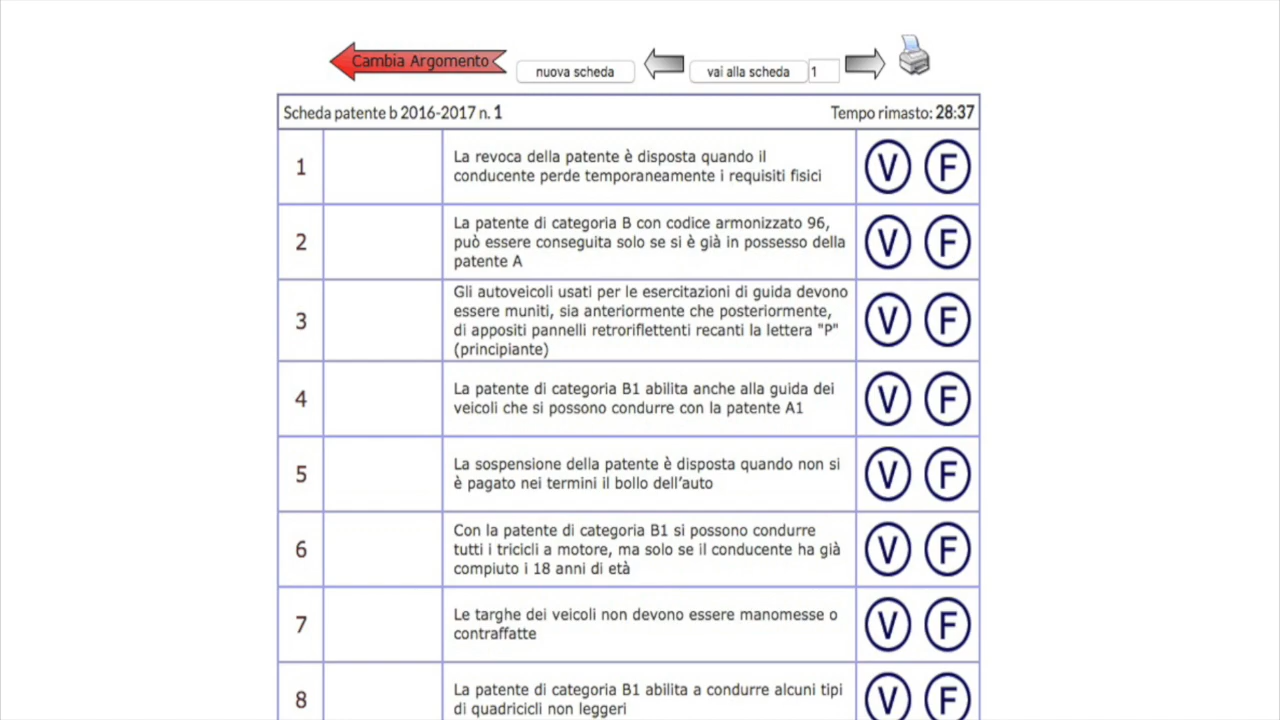 Cambia Argomento
nuova scheda
vai alla scheda
1
Scheda patente b 2016-2017 n. 1
Tempo rimasto: 28:37
1
La revoca della patente è disposta quando il
conducente perde temporaneamente i requisiti fisici
V F
2
La patente di categoria B con codice armonizzato 96,
può essere conseguita solo se si è già in possesso della
patente A
V F
3
Gli autoveicoli usati per le esercitazioni di guida devono
essere muniti, sia anteriormente che posteriormente,
di appositi pannelli retroriflettenti recanti la lettera "P"
(principiante)
V F
4
La patente di categoria B1 abilita anche alla guida dei
veicoli che si possono condurre con la patente A1
V F
5
La sospensione della patente è disposta quando non si
è pagato nei termini il bollo dell’auto
V F
6
Con la patente di categoria B1 si possono condurre
tutti i tricicli a motore, ma solo se il conducente ha già
compiuto i 18 anni di età
V F
7
Le targhe dei veicoli non devono essere manomesse o
contraffatte
V F
8
La patente di categoria B1 abilita a condurre alcuni tipi
di quadricicli non leggeri
V F